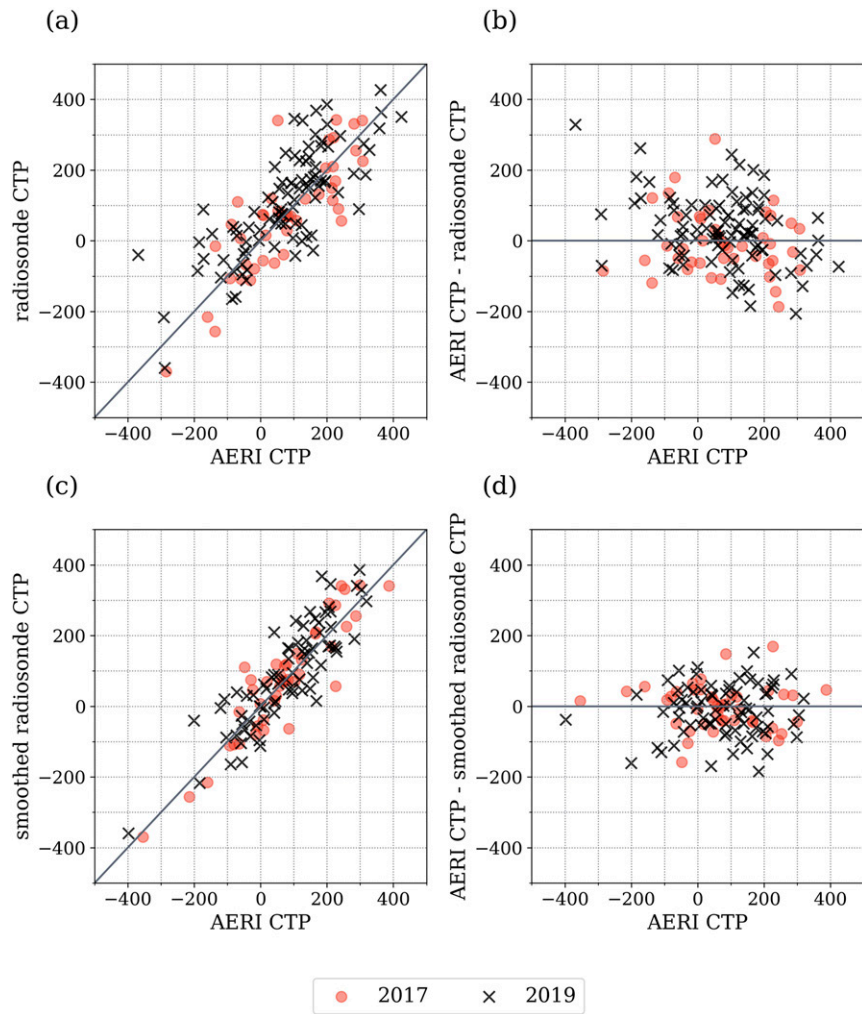 (a)
(b)
radiosonde CTP
400
200
0
−200
−400
−400 −200 0 200 400
AERI CTP
AERI CTP - radiosonde CTP
400
200
0
−200
−400
−400 −200 0 200 400
AERI CTP
(c)
(d)
smoothed radiosonde CTP
400
200
0
−200
−400
−400 −200 0 200 400
AERI CTP
AERI CTP - smoothed radiosonde CTP
400
200
0
−200
−400
−400 −200 0 200 400
AERI CTP
2017 2019